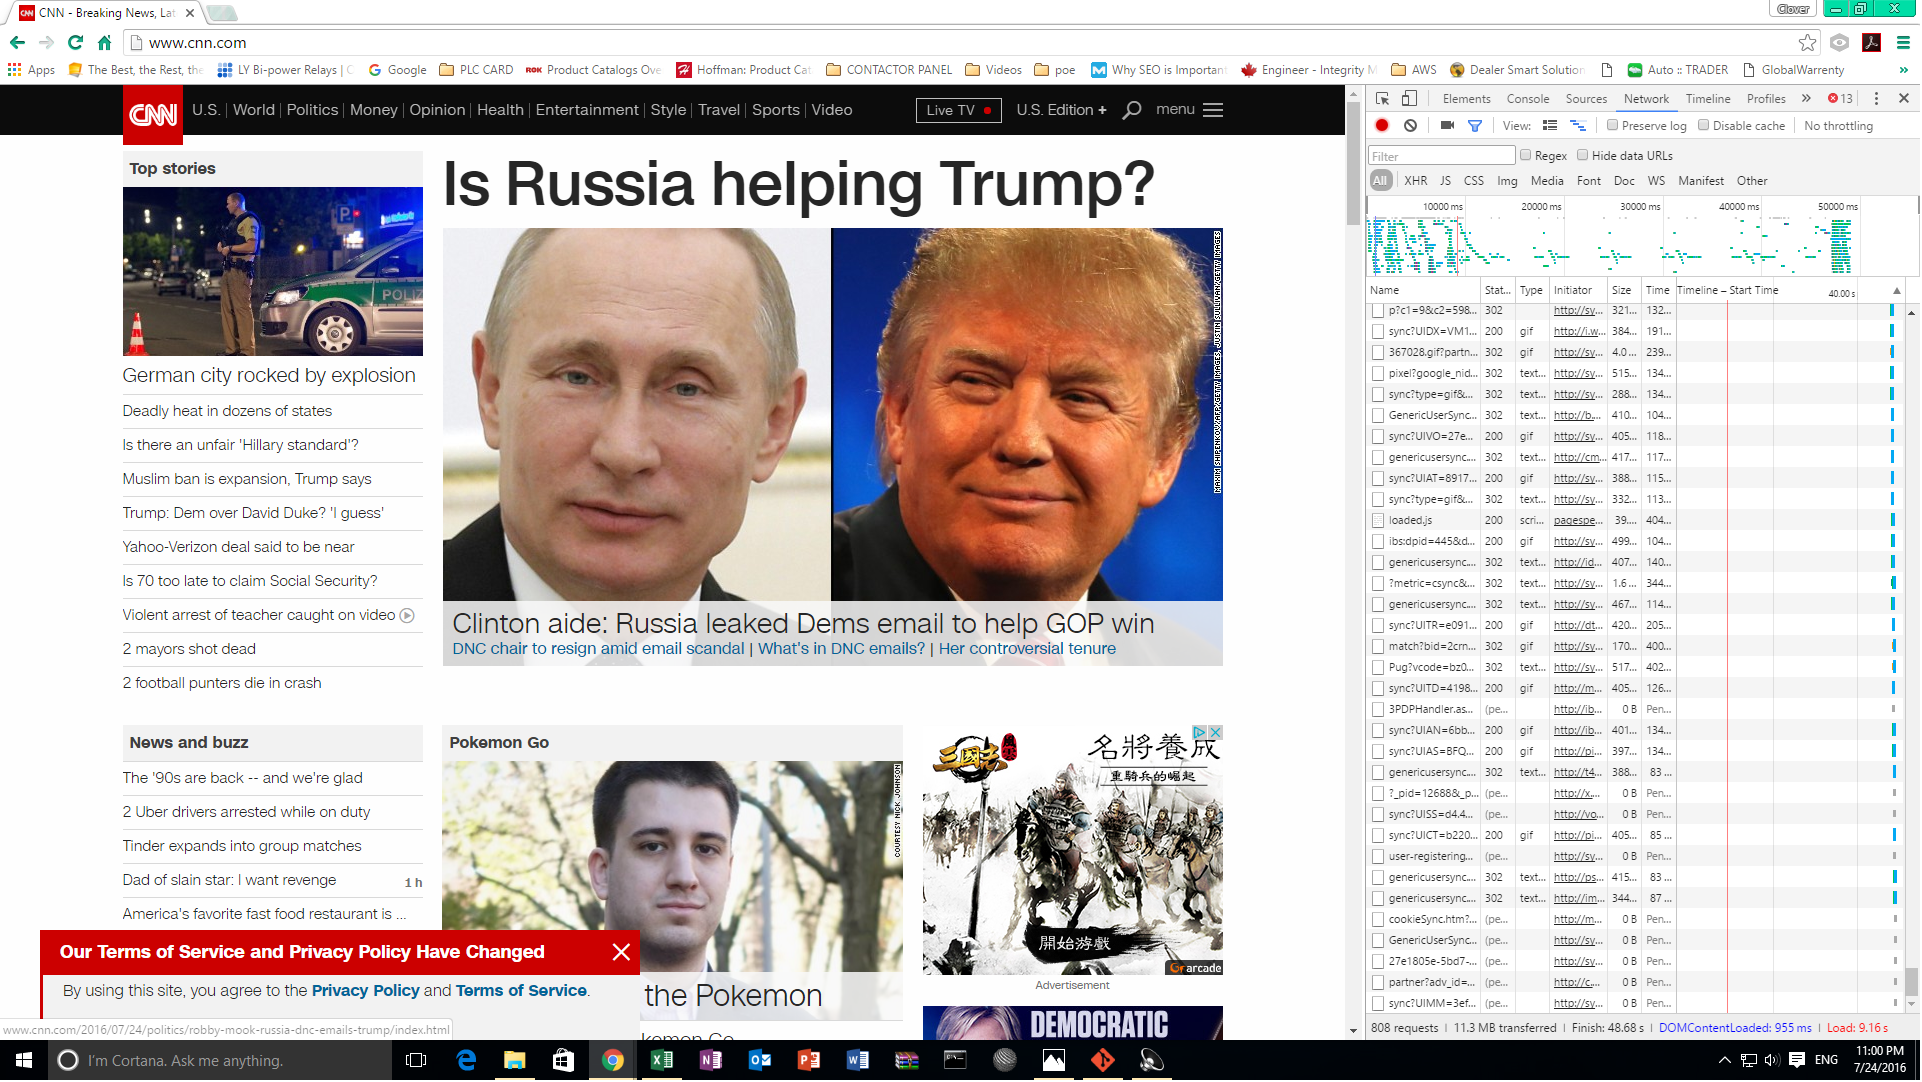 CNN - Breaking News, Lat
Clover
www.cnn.com
Apps
The Best, the Rest, the
LY Bi-power Relays | C
Google
PLC CARD
Product Catalogs Ove
Hoffman: Product Cat
CONTACTOR PANEL
Videos
poe
Why SEO is Important
Engineer - Integrity M
AWS
Dealer Smart Solution
Auto :: TRADER
GlobalWarrenty
CNN
U.S. | World | Politics | Money | Opinion | Health | Entertainment | Style | Travel | Sports | Video
Live TV
U.S. Edition +
menu
Top stories
German city rocked by explosion
Deadly heat in dozens of states
Is there an unfair 'Hillary standard'?
Muslim ban is expansion, Trump says
Trump: Dem over David Duke? 'I guess'
Yahoo-Verizon deal said to be near
Is 70 too late to claim Social Security?
Violent arrest of teacher caught on video
2 mayors shot dead
2 football punters die in crash
Is Russia helping Trump?
MAXIM SHIPENKOV/AFP/GETTY IMAGES, JUSTIN SULLIVAN/GETTY IMAGES
Clinton aide: Russia leaked Dems email to help GOP win
DNC chair to resign amid email scandal | What's in DNC emails? | Her controversial tenure
News and buzz
The '90s are back -- and we're glad
2 Uber drivers arrested while on duty
Tinder expands into group matches
Dad of slain star: I want revenge
1 h
America's favorite fast food restaurant is ...
Pokemon Go
COURTESY NICK JOHNSON
the Pokemon
kemon Go
三國志
名將養成
重騎兵的崛起
開始游戲
arcade
Advertisement
DEMOCRATIC
Our Terms of Service and Privacy Policy Have Changed
By using this site, you agree to the Privacy Policy and Terms of Service.
www.cnn.com/2016/07/24/politics/robby-mook-russia-dnc-emails-trump/index.html
Elements Console Sources Network Timeline Profiles » 13
View: Preserve log Disable cache No throttling
Filter Regex Hide data URLs
All XHR JS CSS Img Media Font Doc WS Manifest Other
10000 ms 20000 ms 30000 ms 40000 ms 50000 ms
Name Stat... Type Initiator Size Time Timeline – Start Time 40.00 s
p?c1=9&c2=598... 302 http://sy... 321... 132...
sync?UIDX=VM1... 200 gif http://i.w... 384... 191...
367028.gif?partn... 302 gif http://sy... 4.0 ... 239...
pixel?google_nid... 302 text... http://sy... 515... 134...
sync?type=gif&... 302 text... http://sy... 288... 134...
GenericUserSync... 302 text... http://b... 410... 104...
sync?UIVO=27e... 200 gif http://sy... 405... 118...
genericusersync... 302 text... http://cm... 417... 117...
sync?UIAT=8917... 200 gif http://sy... 388... 115...
sync?type=gif&... 302 text... http://sy... 332... 113...
loaded.js 200 scri... pagespe... 39.... 404...
ibs:dpid=445&d... 200 gif http://sy... 499... 104...
genericusersync... 302 text... http://id... 407... 140...
?metric=csync&... 302 text... http://sy... 1.6 ... 344...
genericusersync... 302 text... http://sy... 467... 114...
sync?UITR=e091... 200 gif http://dt... 420... 205...
match?bid=2crn... 302 gif http://sy... 170... 400...
Pug?vcode=bz0... 302 text... http://sy... 517... 402...
sync?UITD=4198... 200 gif http://m... 405... 126...
3PDPHandler.as... (pe... http://ib... 0 B Pen...
sync?UIAN=6bb... 200 gif http://ib... 401... 134...
sync?UIAS=BFQ... 200 gif http://pi... 397... 134...
genericusersync... 302 text... http://t4... 388... 83 ...
?_pid=12688&_p... (pe... http://x.... 0 B Pen...
sync?UISS=d4.4... (pe... http://vo... 0 B Pen...
sync?UICT=b220... 200 gif http://pi... 405... 85 ...
user-registering... (pe... http://sy... 0 B Pen...
genericusersync... 302 text... http://ps... 415... 83 ...
genericusersync... 302 text... http://im... 344... 87 ...
cookieSync.htm?... (pe... http://m... 0 B Pen...
GenericUserSync... (pe... http://sy... 0 B Pen...
27e1805e-5bd7-... (pe... http://sy... 0 B Pen...
partner?adv_id=... (pe... http://c.... 0 B Pen...
sync?UIMM=3ef... (pe... http://sy... 0 B Pen...
808 requests | 11.3 MB transferred | Finish: 48.68 s | DOMContentLoaded: 955 ms | Load: 9.16 s
I'm Cortana. Ask me anything.
ENG
11:00 PM
7/24/2016